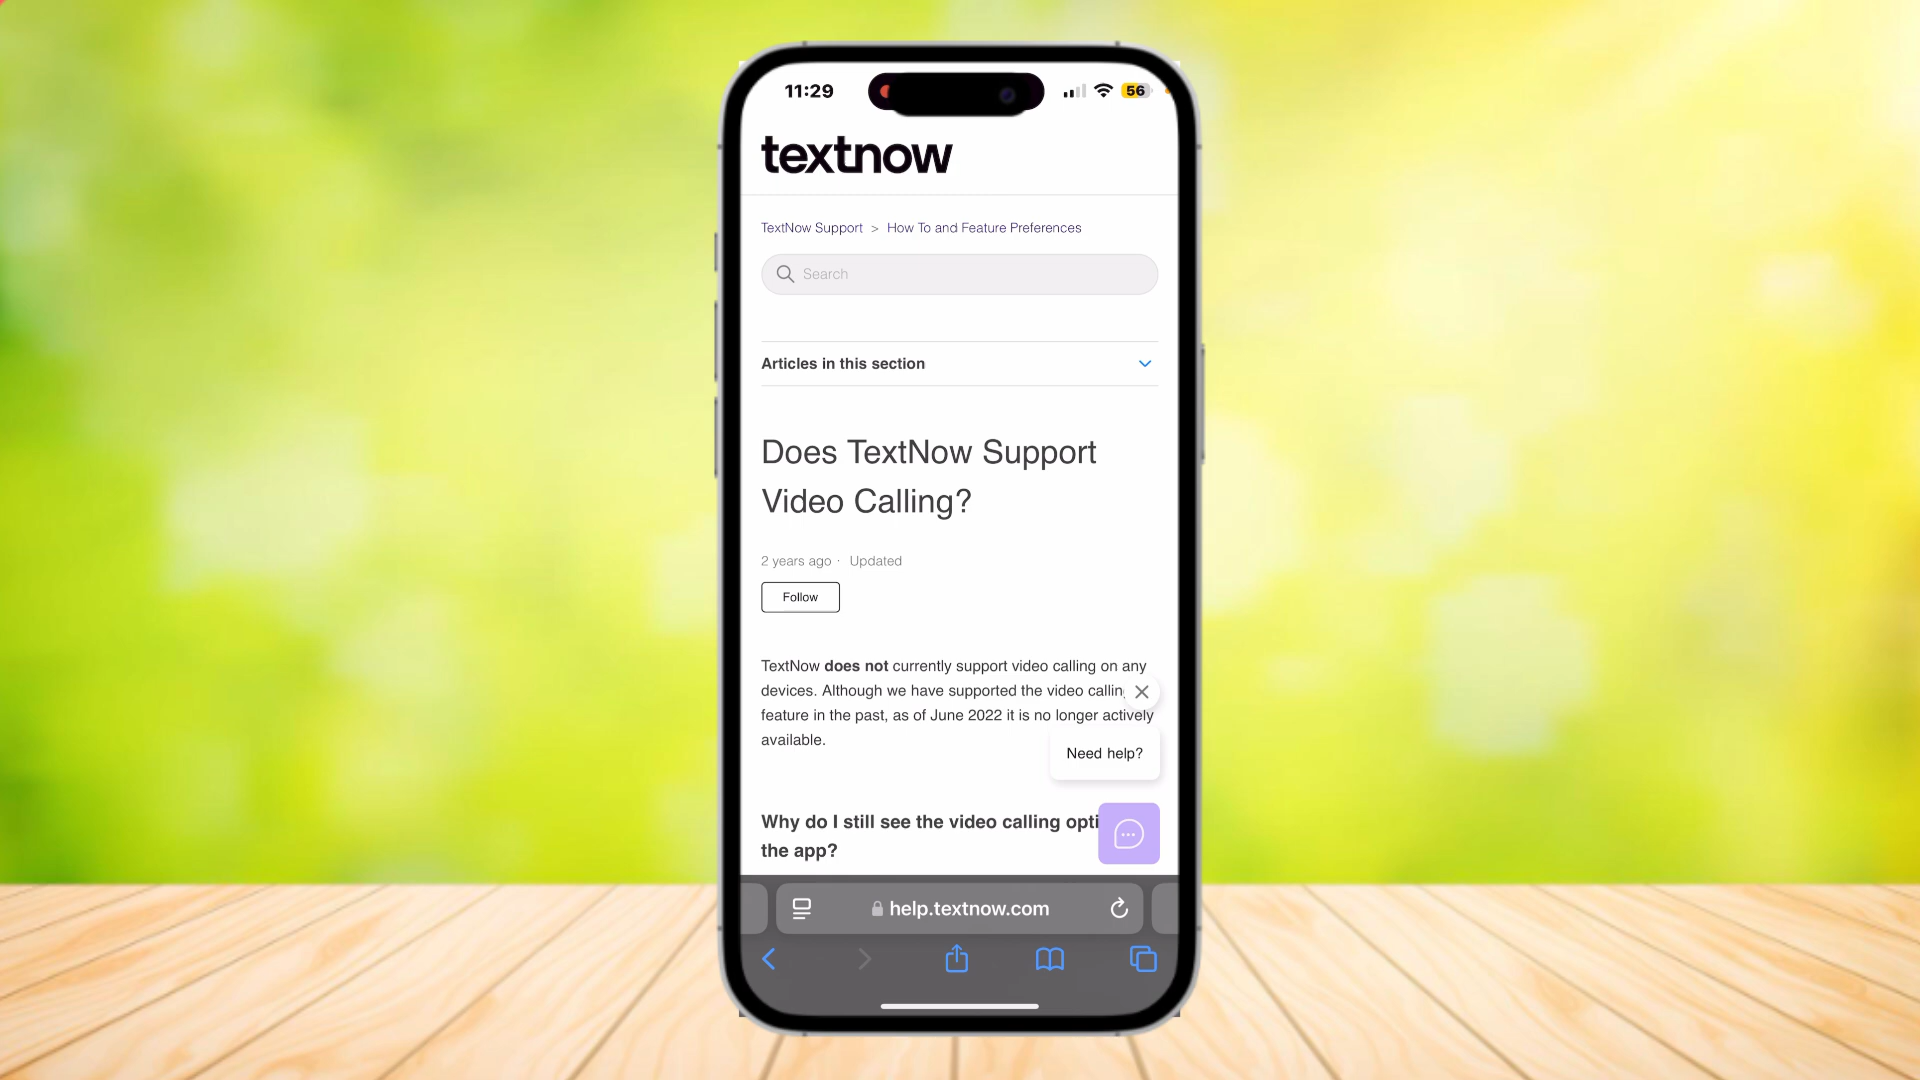 11:29
56
textnow
TextNow Support > How To and Feature Preferences
Search
Articles in this section
Does TextNow Support
Video Calling?
2 years ago · Updated
Follow
TextNow does not currently support video calling on any
devices. Although we have supported the video callin
feature in the past, as of June 2022 it is no longer actively
available.
Need help?
Why do I still see the video calling opti
the app?
help.textnow.com